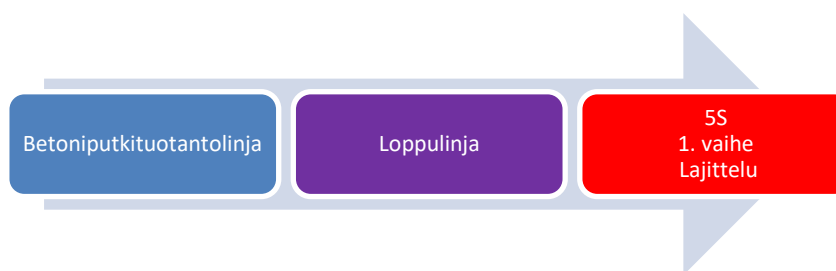 Betoniputkituotantolinja
Loppulinja
5S
1. vaihe
Lajittelu